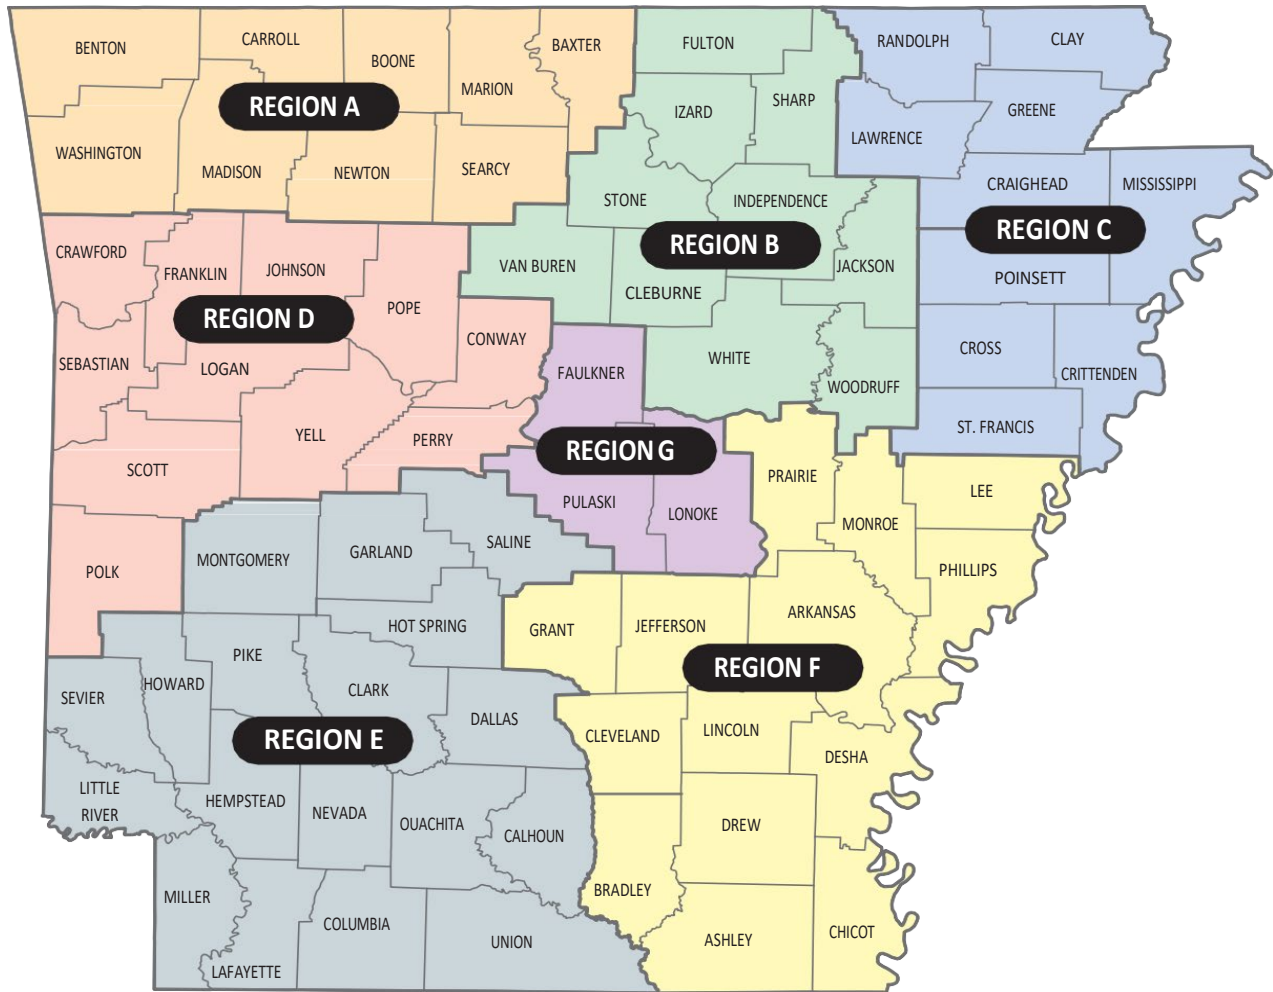 BENTON
CARROLL
BOONE
MARION
BAXTER
REGION A
WASHINGTON
MADISON
NEWTON
SEARCY
FULTON
IZARD
SHARP
STONE
INDEPENDENCE
REGION B
VAN BUREN
CLEBURNE
JACKSON
WHITE
WOODRUFF
RANDOLPH
CLAY
GREENE
LAWRENCE
CRAIGHEAD
MISSISSIPPI
REGION C
POINSETT
CROSS
CRITTENDEN
ST. FRANCIS
CRAWFORD
FRANKLIN
JOHNSON
POPE
REGION D
CONWAY
SEBASTIAN
LOGAN
YELL
PERRY
SCOTT
POLK
FAULKNER
REGION G
PULASKI
LONOKE
MONTGOMERY
GARLAND
SALINE
HOT SPRING
PIKE
HOWARD
SEVIER
CLARK
DALLAS
REGION E
LITTLE
RIVER
HEMPSTEAD
NEVADA
OUACHITA
CALHOUN
MILLER
LAFAYETTE
COLUMBIA
UNION
PRAIRIE
MONROE
LEE
PHILLIPS
ARKANSAS
GRANT
JEFFERSON
REGION F
CLEVELAND
LINCOLN
DESHA
DREW
BRADLEY
ASHLEY
CHICOT